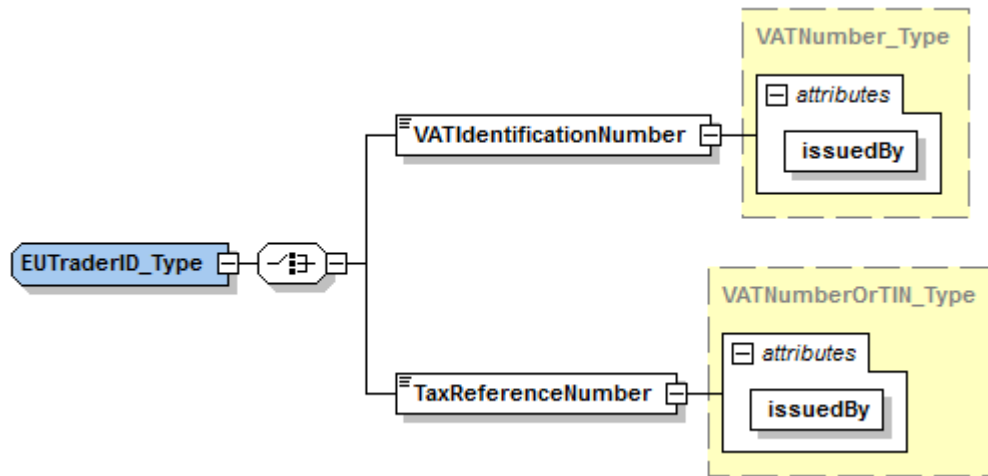 VATNumber_Type
attributes
VATIdentificationNumber
issuedBy
EUTraderID_Type
VATNumberOrTIN_Type
attributes
TaxReferenceNumber
issuedBy